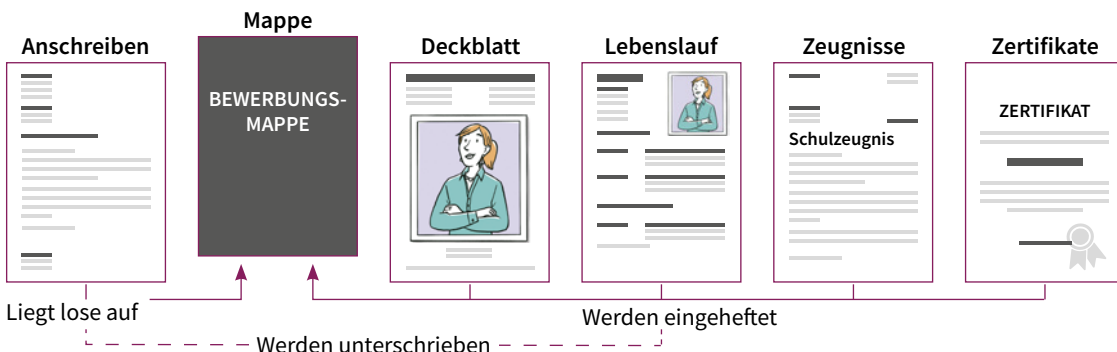 Anschreiben
Mappe
BEWERBUNGS-
MAPPE
Deckblatt
Lebenslauf
Zeugnisse
Schulzeugnis
Zertifikate
ZERTIFIKAT
Liegt lose auf
Werden eingeheftet
Werden unterschrieben